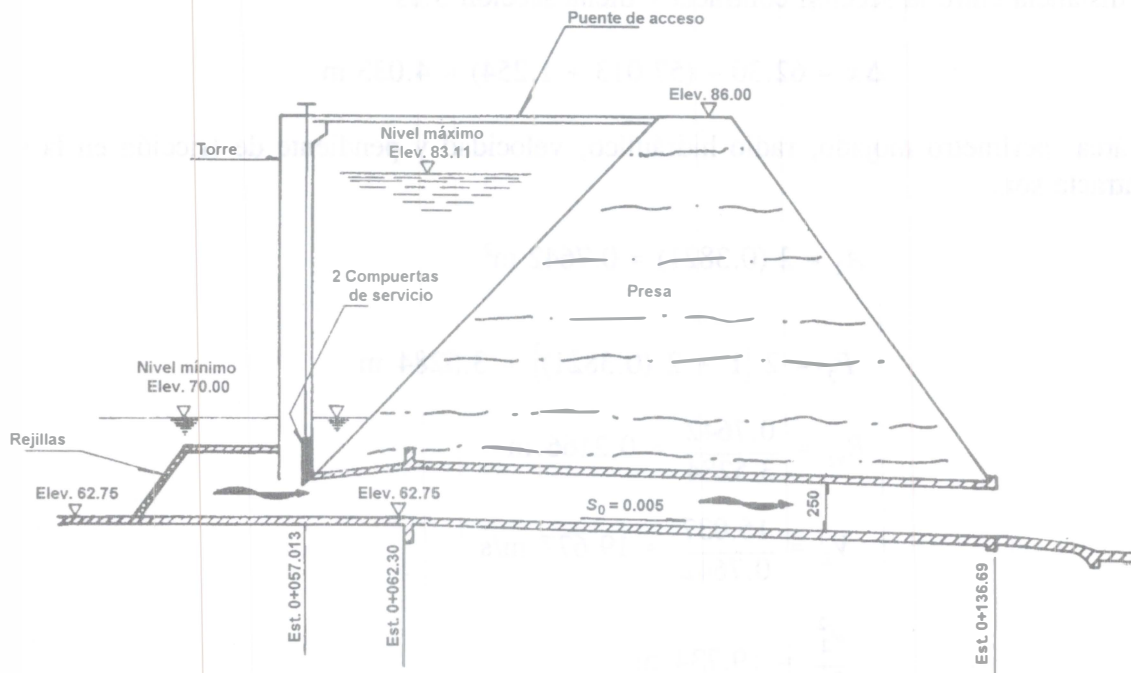 Puente de acceso
Elev. 86.00
Nivel máximo
Elev. 83.11
Torre
2 Compuertas
de servicio
Presa
Nivel mínimo
Elev. 70.00
Rejillas
Elev. 62.75
Elev. 62.75
S₀ = 0.005
250
Est. 0+057.013
Est. 0+062.30
Est. 0+136.69